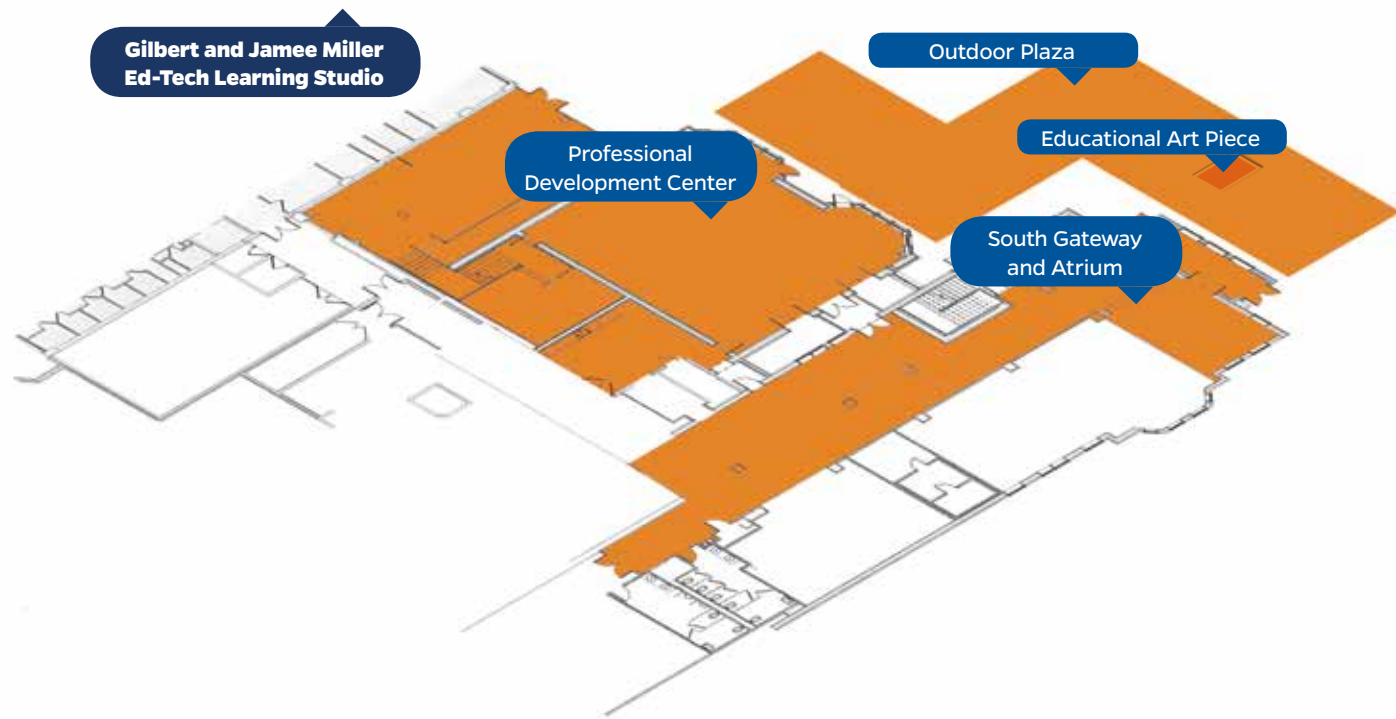 Gilbert and Jamee Miller
Ed-Tech Learning Studio
Outdoor Plaza
Educational Art Piece
Professional
Development Center
South Gateway
and Atrium